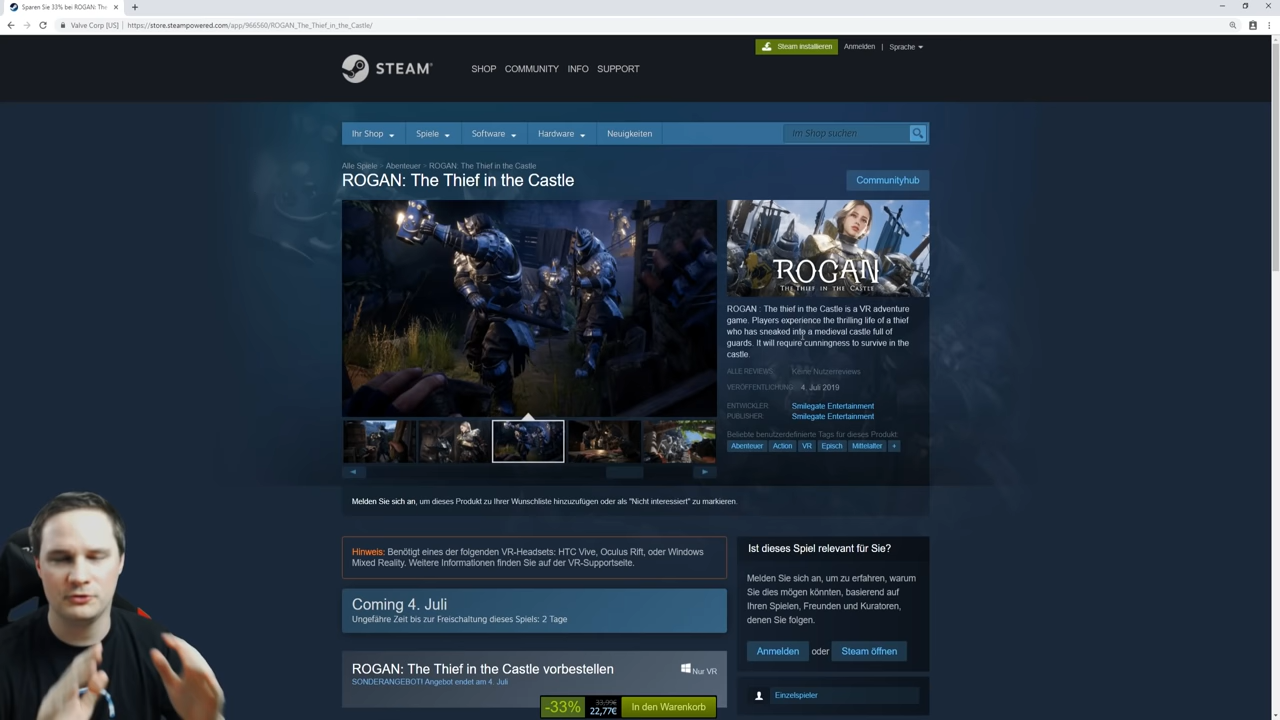 Sparen Sie 33% bei ROGAN: The
Valve Corp [US] | https://store.steampowered.com/app/966560/ROGAN_The_Thief_in_the_Castle/
Steam installieren Anmelden | Sprache
STEAM SHOP COMMUNITY INFO SUPPORT
Ihr Shop Spiele Software Hardware Neuigkeiten Im Shop suchen
Alle Spiele > Abenteuer > ROGAN: The Thief in the Castle
ROGAN: The Thief in the Castle
Communityhub
ROGAN
THE THIEF IN THE CASTLE
ROGAN : The thief in the Castle is a VR adventure
game. Players experience the thrilling life of a thief
who has sneaked into a medieval castle full of
guards. It will require cunningness to survive in the
castle.
ALLE REVIEWS: Keine Nutzerreviews
VERÖFFENTLICHUNG: 4. Juli 2019
ENTWICKLER: Smilegate Entertainment
PUBLISHER: Smilegate Entertainment
Beliebte benutzerdefinierte Tags für dieses Produkt:
Abenteuer Action VR Episch Mittelalter +
Melden Sie sich an, um dieses Produkt zu Ihrer Wunschliste hinzuzufügen oder als "Nicht interessiert" zu markieren.
Hinweis: Benötigt eines der folgenden VR-Headsets: HTC Vive, Oculus Rift, oder Windows
Mixed Reality. Weitere Informationen finden Sie auf der VR-Supportseite.
Coming 4. Juli
Ungefähre Zeit bis zur Freischaltung dieses Spiels: 2 Tage
ROGAN: The Thief in the Castle vorbestellen
Nur VR
SONDERANGEBOT! Angebot endet am 4. Juli
-33% 33,99€ 22,77€ In den Warenkorb
Ist dieses Spiel relevant für Sie?
Melden Sie sich an, um zu erfahren, warum
Sie dies mögen könnten, basierend auf
Ihren Spielen, Freunden und Kuratoren,
denen Sie folgen.
Anmelden oder Steam öffnen
Einzelspieler